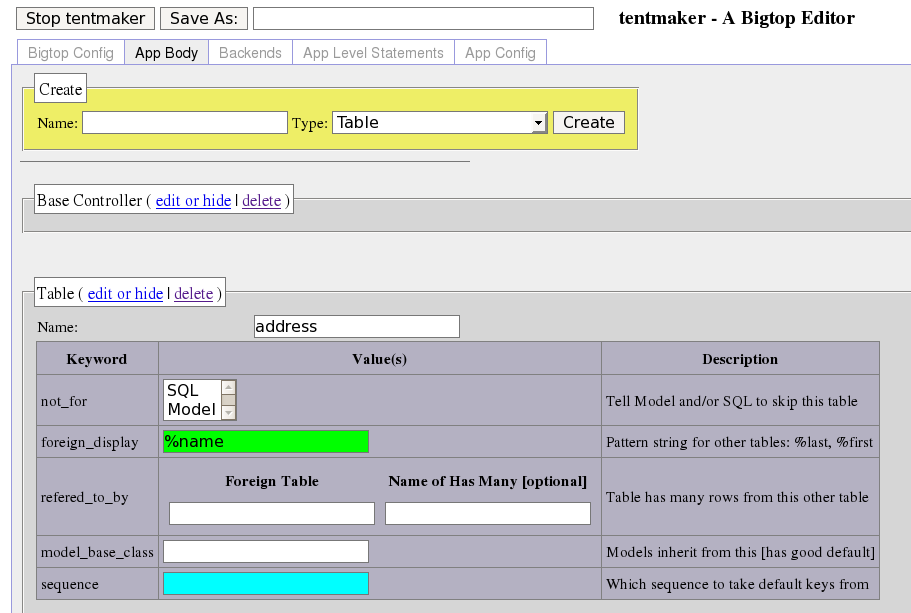 Stop tentmaker Save As: tentmaker - A Bigtop Editor
Bigtop Config App Body Backends App Level Statements App Config
Create
Name: Type: Table Create
Base Controller ( edit or hide | delete )
Table ( edit or hide | delete )
Name: address
Keyword Value(s) Description
not_for SQL Model Tell Model and/or SQL to skip this table
foreign_display %name Pattern string for other tables: %last, %first
refered_to_by Foreign Table Name of Has Many [optional] Table has many rows from this other table
model_base_class Models inherit from this [has good default]
sequence Which sequence to take default keys from